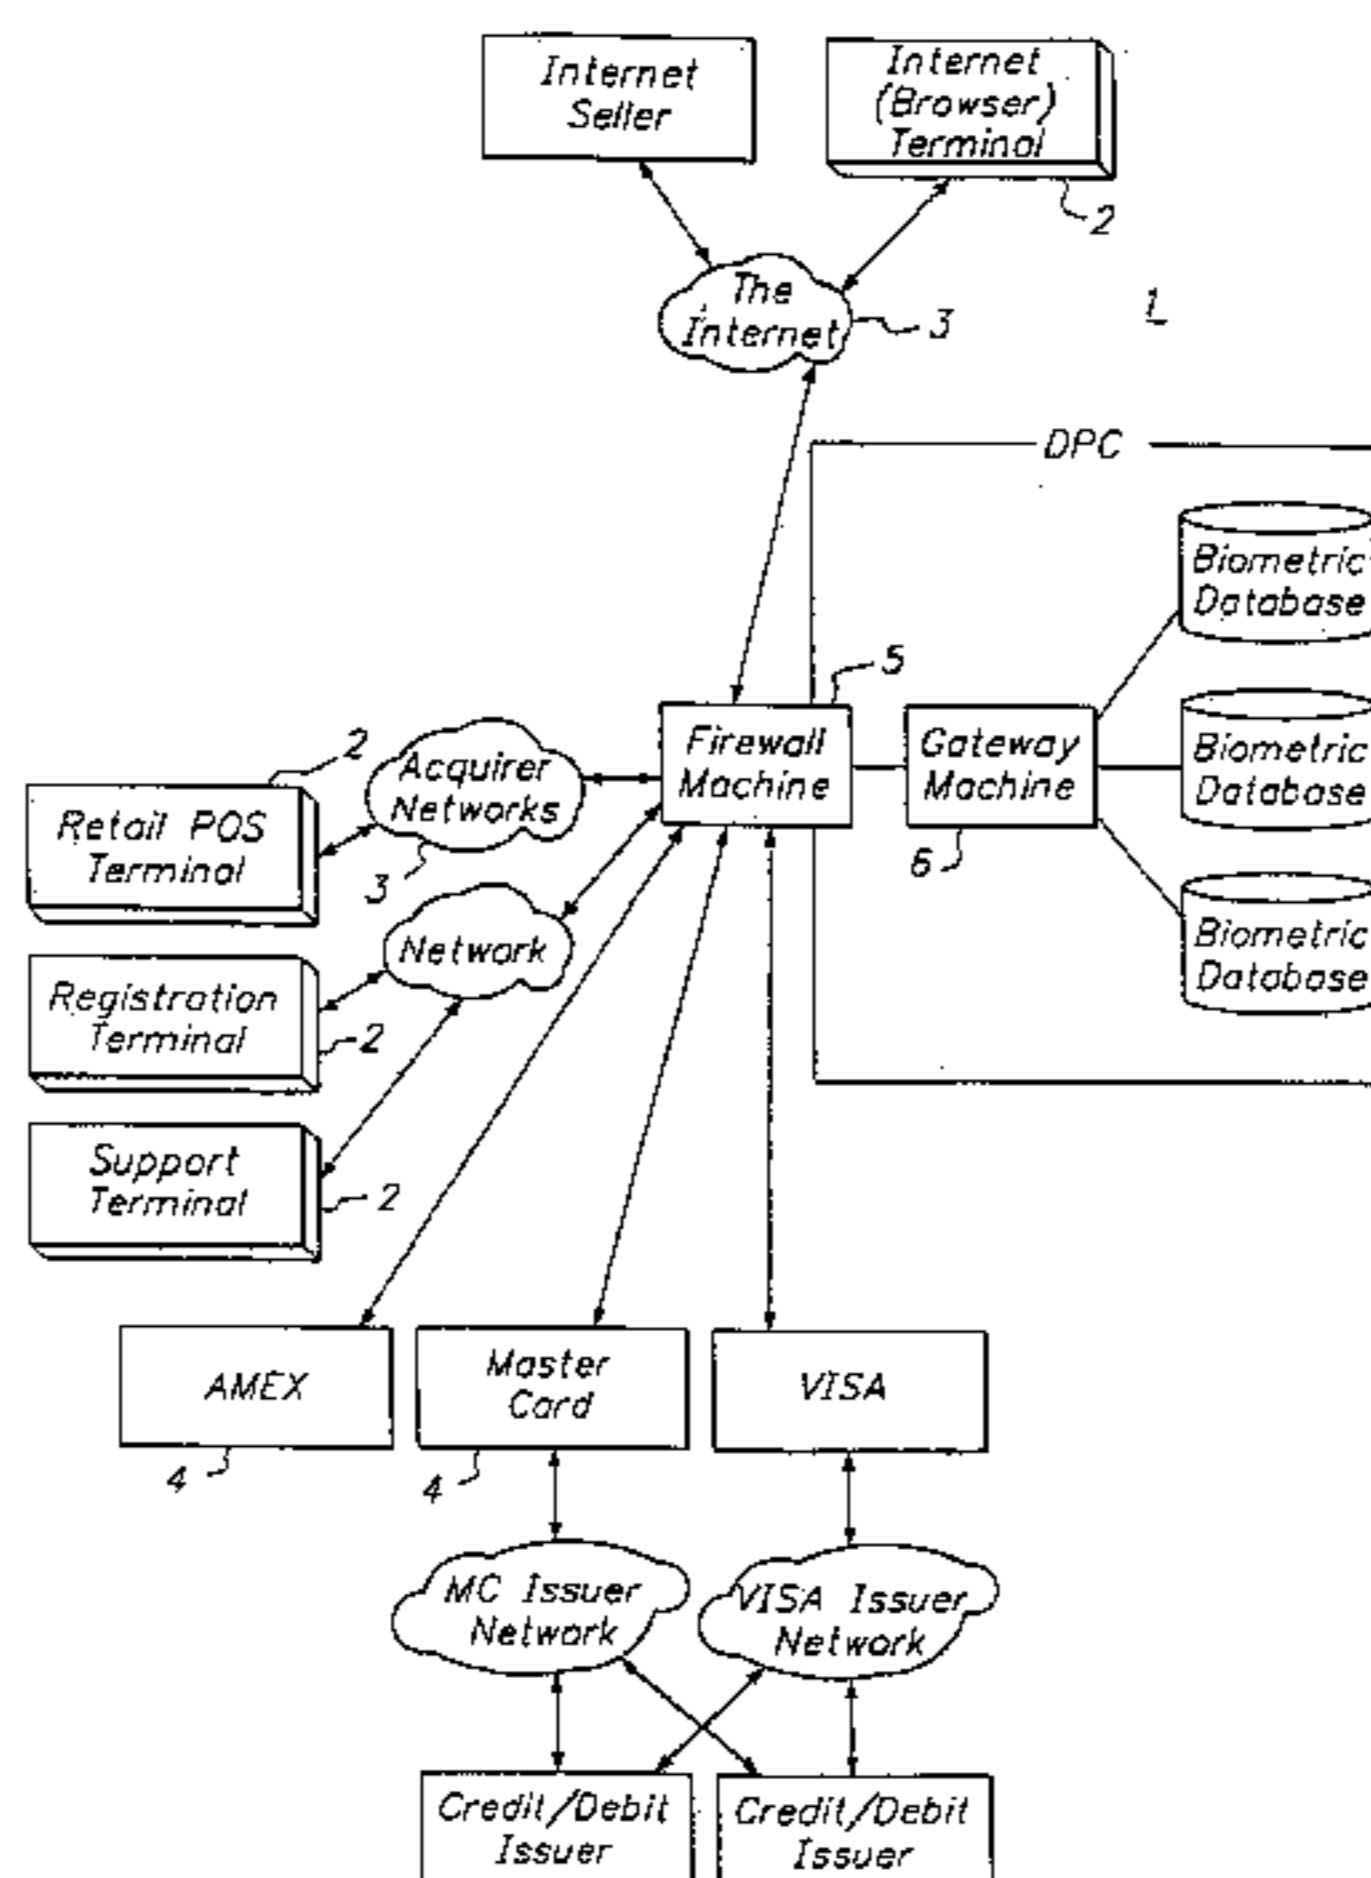 Internet
Seller
Internet
(Browser)
Terminal
2
The
Internet
3
1
DPC
Biometric
Database
5
Firewall
Machine
Gateway
Machine
6
Biometric
Database
Biometric
Database
2
Acquirer
Networks
3
Retail POS
Terminal
Network
Registration
Terminal
2
Support
Terminal
2
AMEX
4
Master
Card
4
VISA
MC Issuer
Network
VISA Issuer
Network
Credit/Debit
Issuer
Credit/Debit
Issuer